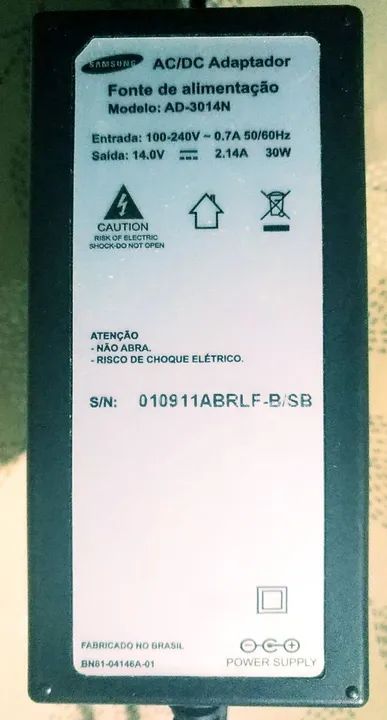 SAMSUNG AC/DC Adaptador
Fonte de alimentação
Modelo: AD-3014N
Entrada: 100-240V ~ 0.7A 50/60Hz
Saída: 14.0V ⎓ 2.14A 30W
CAUTION
RISK OF ELECTRIC
SHOCK-DO NOT OPEN
ATENÇÃO
- NÃO ABRA.
- RISCO DE CHOQUE ELÉTRICO.
S/N: 010911ABRLF-B/SB
FABRICADO NO BRASIL
BN81-04146A-01
POWER SUPPLY